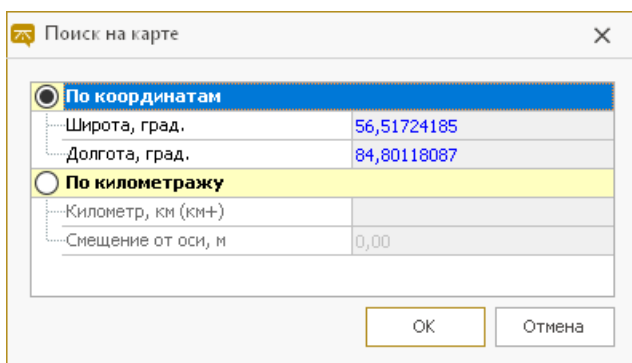 Поиск на карте
По координатам
Широта, град. 56,51724185
Долгота, град. 84,80118087
По километражу
Километр, км (км+)
Смещение от оси, м 0,00
ОК Отмена